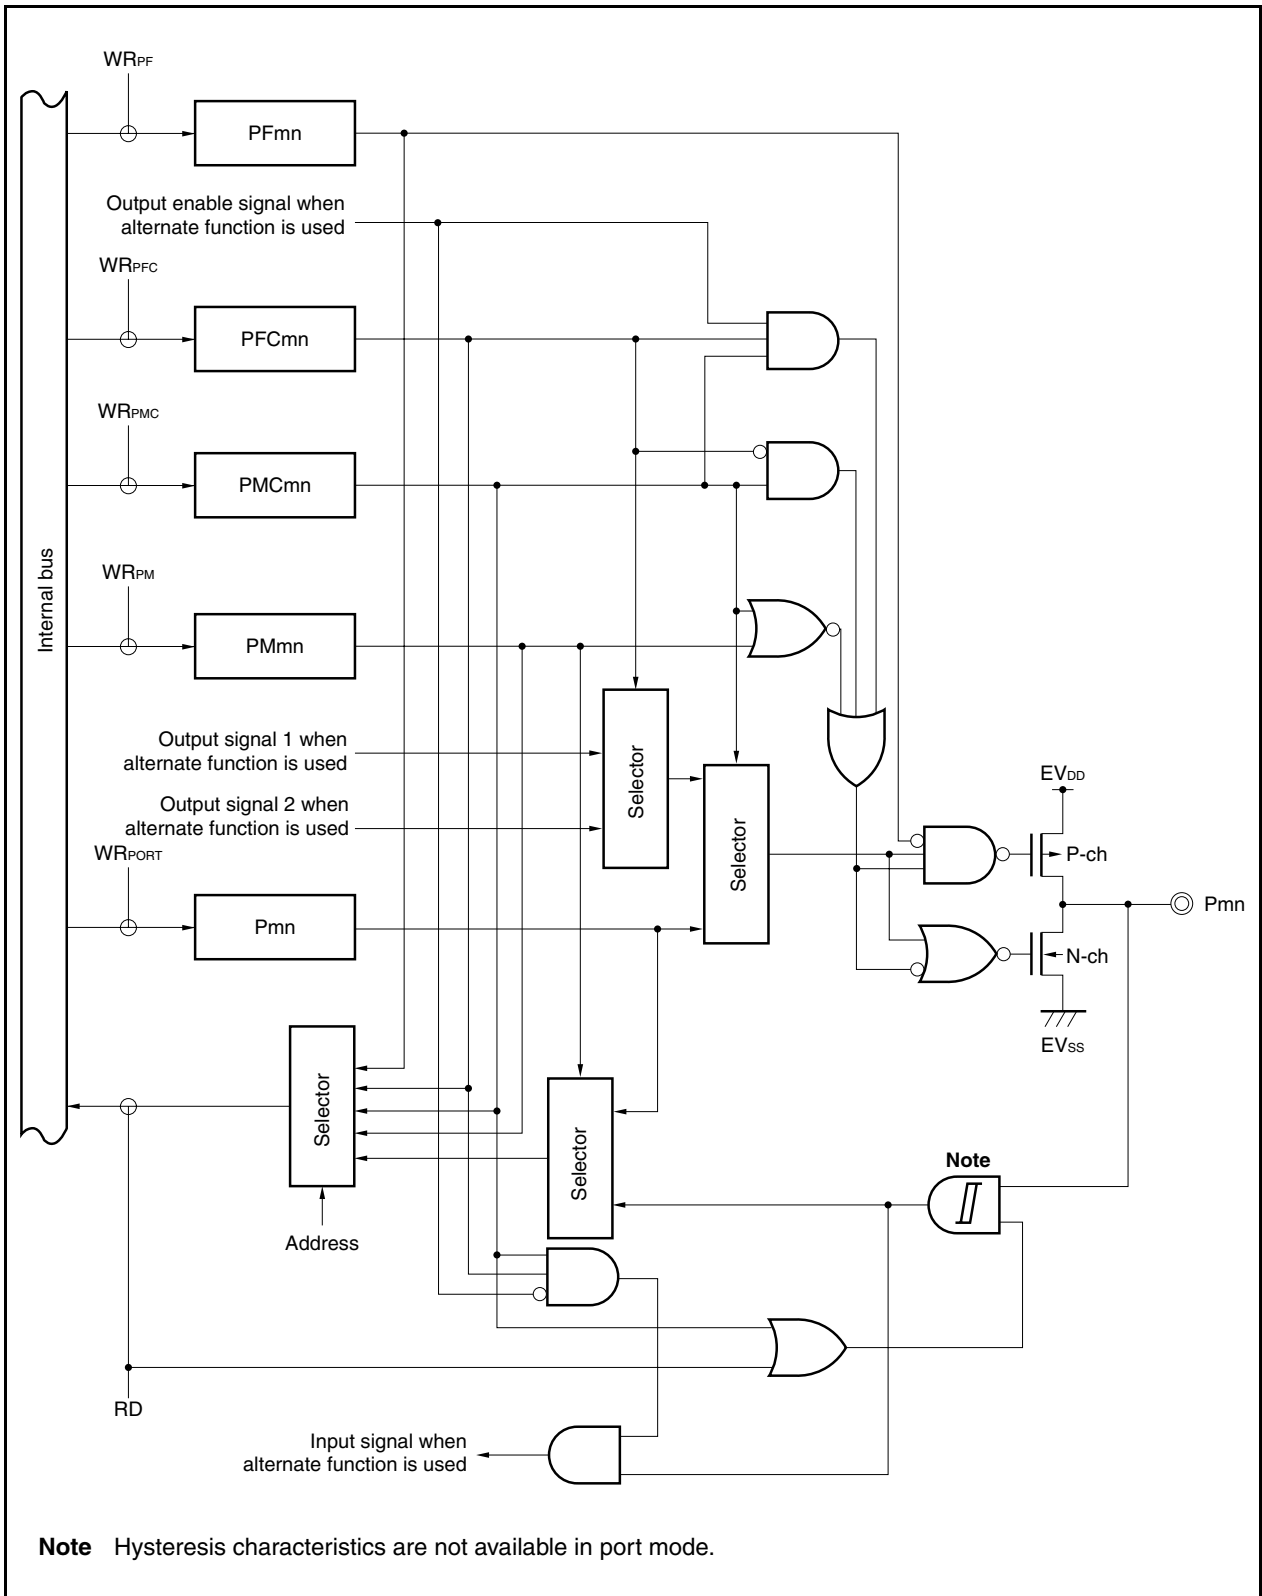 WRPF
PFmn
Output enable signal when
alternate function is used
WRPFC
PFCmn
WRPMC
PMCmn
Internal bus
WRPM
PMmn
Output signal 1 when
alternate function is used
Selector
Output signal 2 when
alternate function is used
Selector
EVDD
P-ch
WRPORT
Pmn
Pmn
N-ch
EVSS
Selector
Selector
Note
Address
RD
Input signal when
alternate function is used
Note Hysteresis characteristics are not available in port mode.